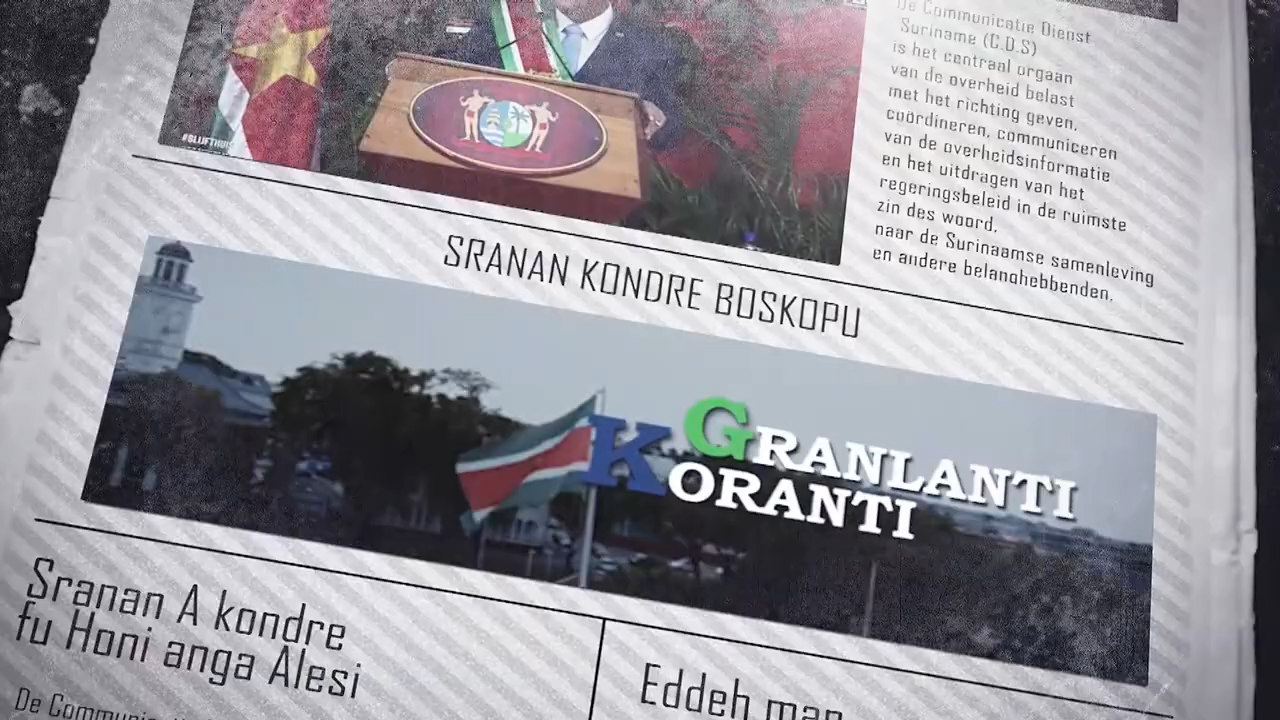 #BLIJFTHUIS
De Communicatie Dienst
Suriname (C.D.S)
is het centraal orgaan
van de overheid belast
met het richting geven,
coördineren, communiceren
van de overheidsinformatie
en het uitdragen van het
regeringsbeleid in de ruimste
zin des woord,
naar de Surinaamse samenleving
en andere belanghebbenden.
SRANAN KONDRE BOSKOPU
GRANLANTI
KORANTI
Sranan A kondre
fu Honi anga Alesi
De
Eddeh man